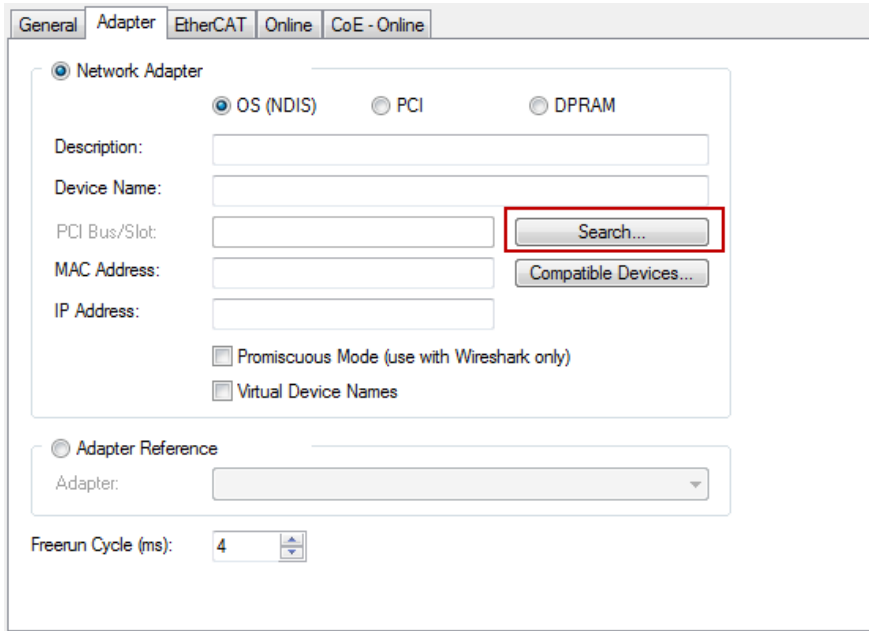 General Adapter EtherCAT Online CoE - Online
Network Adapter
OS (NDIS) PCI DPRAM
Description:
Device Name:
PCI Bus/Slot: Search...
MAC Address: Compatible Devices...
IP Address:
Promiscuous Mode (use with Wireshark only)
Virtual Device Names
Adapter Reference
Adapter:
Freerun Cycle (ms): 4